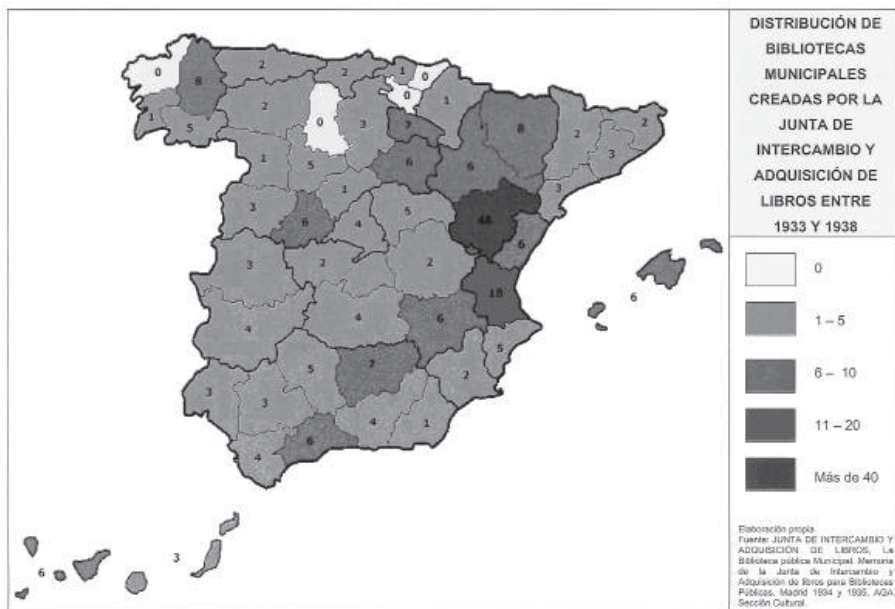 DISTRIBUCIÓN DE
BIBLIOTECAS
MUNICIPALES
CREADAS POR LA
JUNTA DE
INTERCAMBIO Y
ADQUISICIÓN DE
LIBROS ENTRE
1933 Y 1938
0
1 – 5
6 – 10
11 – 20
Más de 40
Elaboración propia.
Fuente: JUNTA DE INTERCAMBIO Y
ADQUISICIÓN DE LIBROS, La
Biblioteca pública Municipal. Memoria
de la Junta de Intercambio y
Adquisición de libros para Bibliotecas
Públicas, Madrid 1934 y 1935, AGA
Sección Cultural.
0 8 2 2 1 0
1 5 2 0 3 0 1
7 8 2 2
1 5 6 6 3
3 6 1 4 5 3
3 2 2 6
18 6
4 4 6
5 7 2 5
3 3 4 1
4 6
6 3